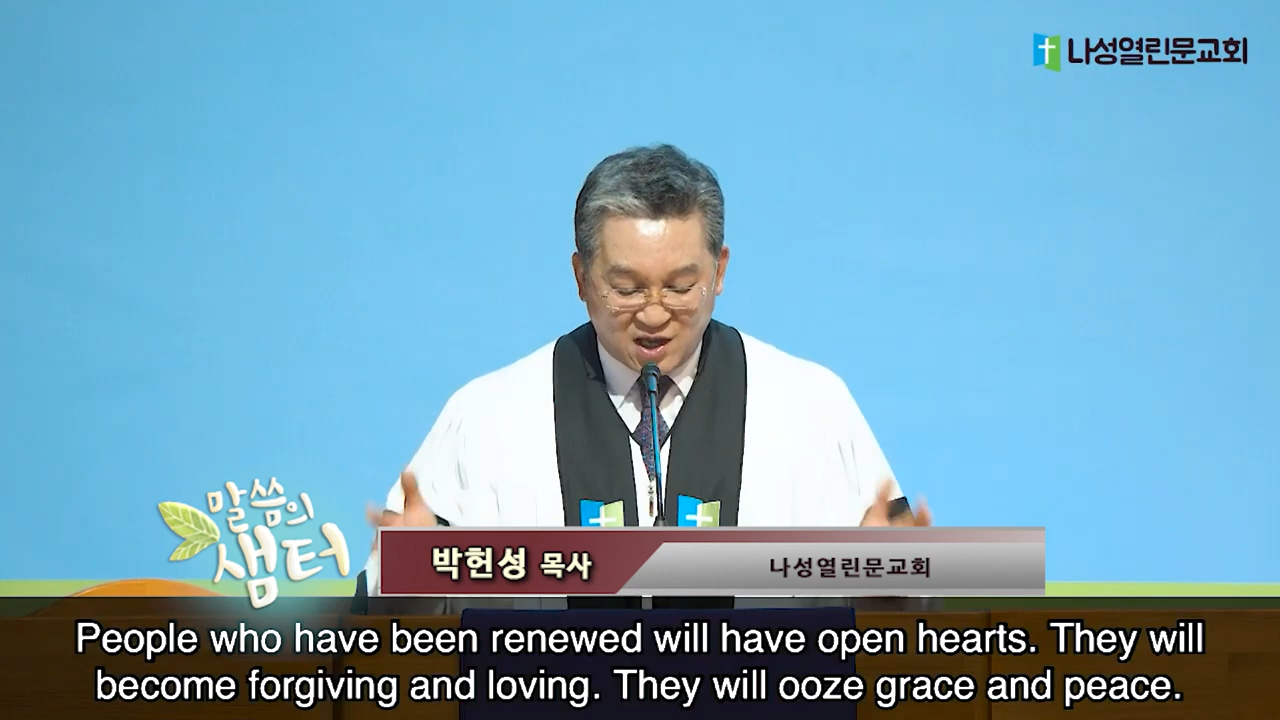 나성열린문교회
말씀의
샘터
박헌성 목사
나성열린문교회
People who have been renewed will have open hearts. They will
become forgiving and loving. They will ooze grace and peace.